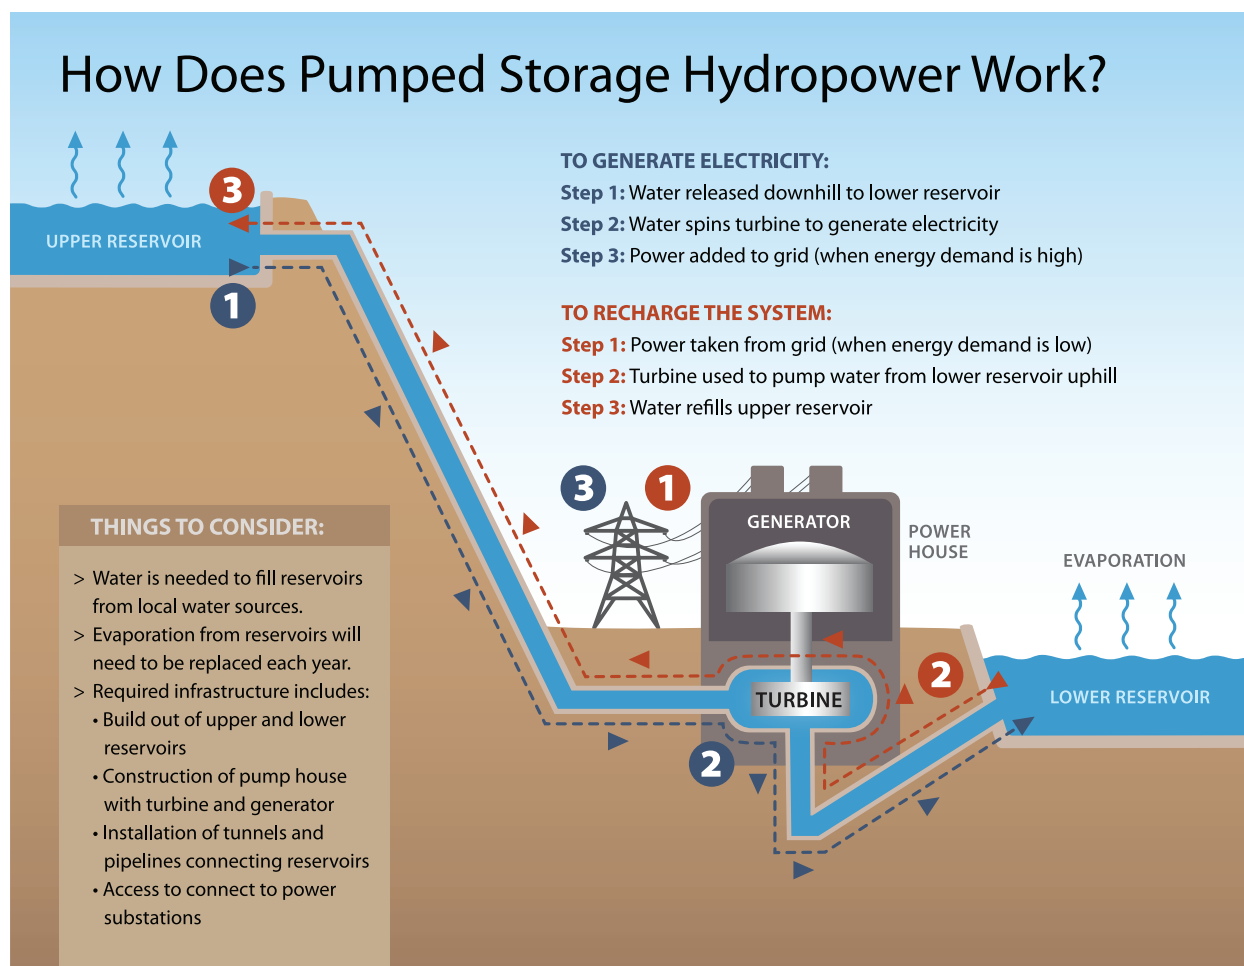 How Does Pumped Storage Hydropower Work?
TO GENERATE ELECTRICITY:
Step 1: Water released downhill to lower reservoir
Step 2: Water spins turbine to generate electricity
Step 3: Power added to grid (when energy demand is high)
TO RECHARGE THE SYSTEM:
Step 1: Power taken from grid (when energy demand is low)
Step 2: Turbine used to pump water from lower reservoir uphill
Step 3: Water refills upper reservoir
3
UPPER RESERVOIR
1
3
1
GENERATOR
POWER
HOUSE
EVAPORATION
2
TURBINE
LOWER RESERVOIR
2
THINGS TO CONSIDER:
> Water is needed to fill reservoirs
from local water sources.
> Evaporation from reservoirs will
need to be replaced each year.
> Required infrastructure includes:
• Build out of upper and lower
reservoirs
• Construction of pump house
with turbine and generator
• Installation of tunnels and
pipelines connecting reservoirs
• Access to connect to power
substations